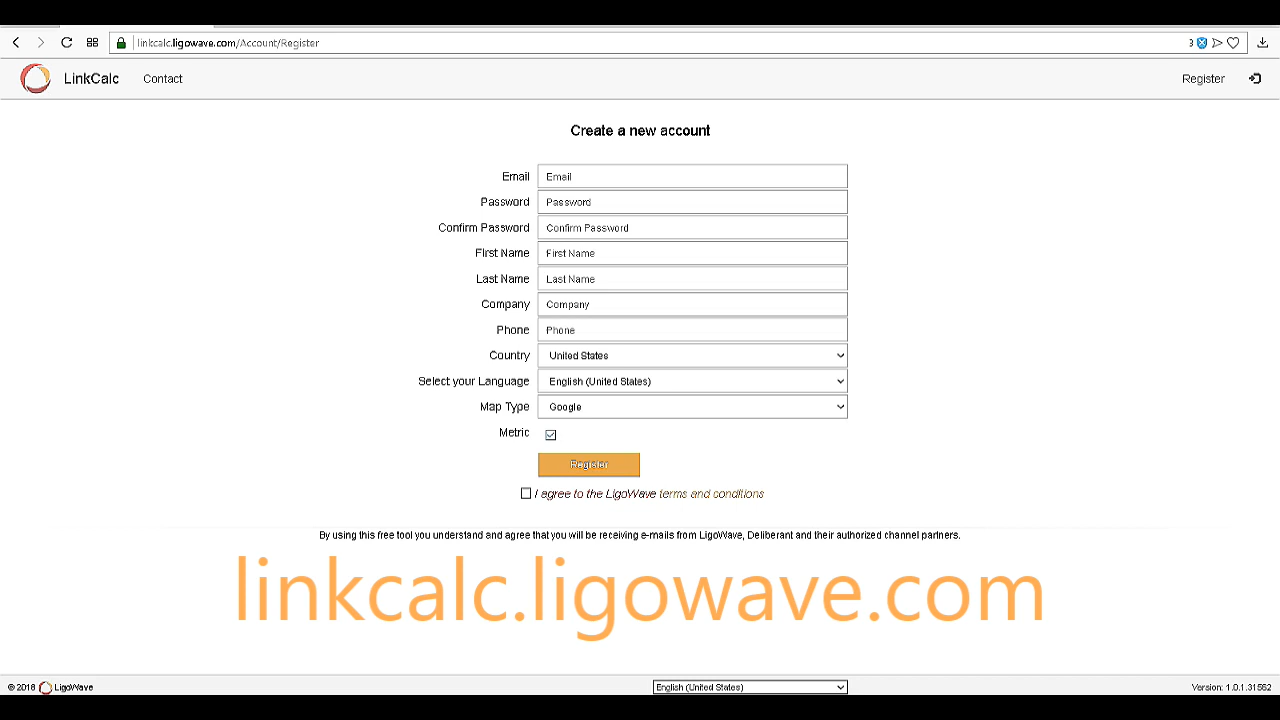 linkcalc.ligowave.com/Account/Register 3
LinkCalc Contact Register
Create a new account
Email Email
Password Password
Confirm Password Confirm Password
First Name First Name
Last Name Last Name
Company Company
Phone Phone
Country United States
Select your Language English (United States)
Map Type Google
Metric
Register
I agree to the LigoWave terms and conditions
By using this free tool you understand and agree that you will be receiving e-mails from LigoWave, Deliberant and their authorized channel partners.
linkcalc.ligowave.com
© 2018 LigoWave English (United States) Version: 1.0.1.31562